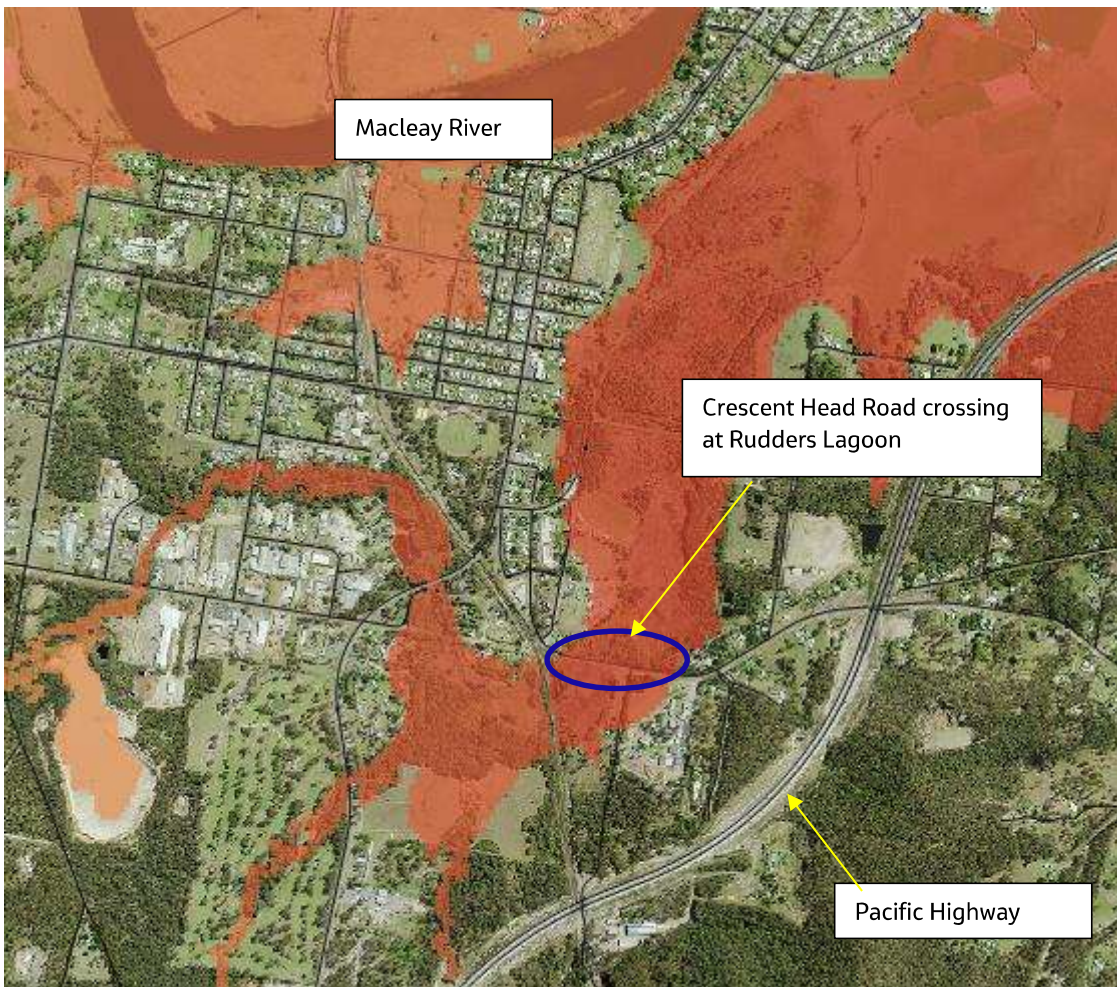 Macleay River
Crescent Head Road crossing
at Rudders Lagoon
Pacific Highway